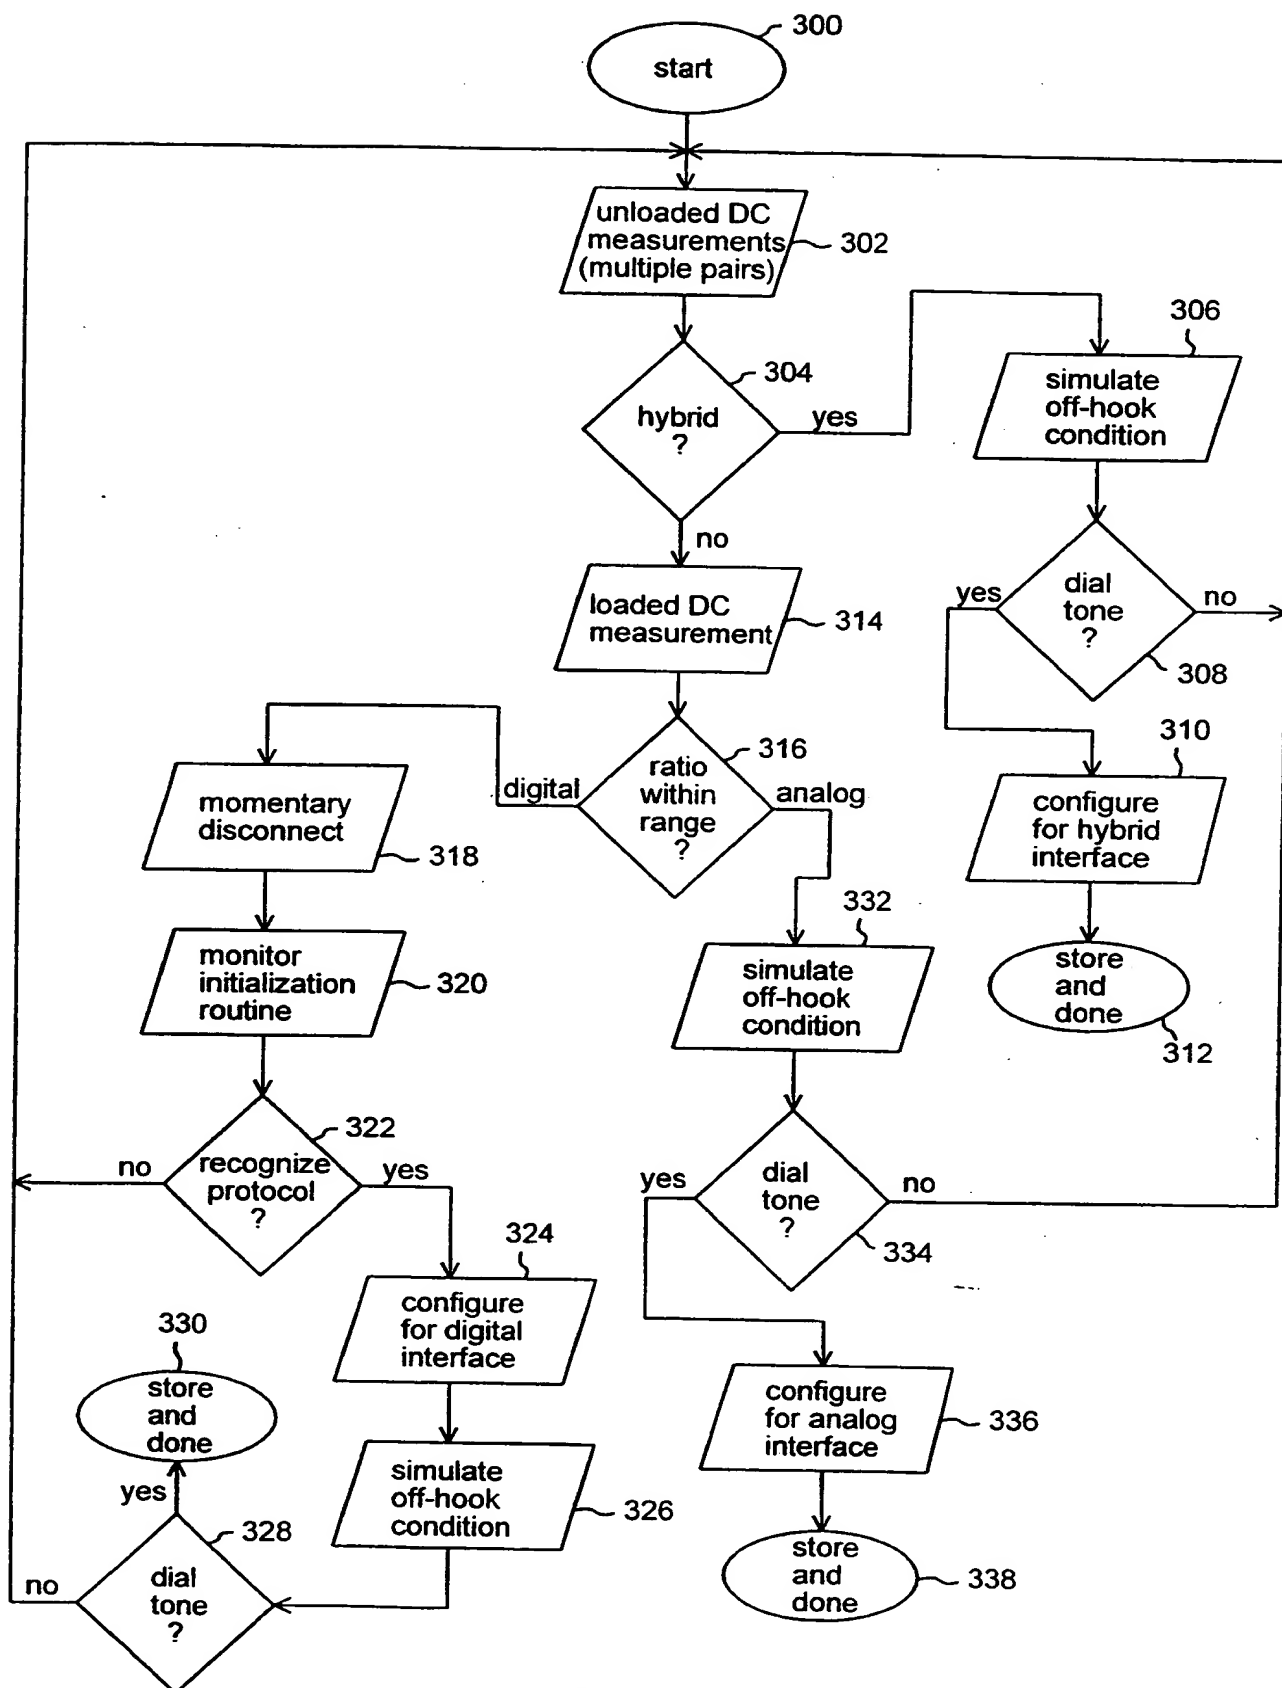 300
start
unloaded DC
measurements
(multiple pairs)
302
304
hybrid
?
yes
no
306
simulate
off-hook
condition
dial
tone
?
yes
no
308
310
configure
for hybrid
interface
store
and
done
312
loaded DC
measurement
314
316
ratio
within
range
?
digital
analog
momentary
disconnect
318
monitor
initialization
routine
320
322
recognize
protocol
?
no
yes
324
configure
for digital
interface
simulate
off-hook
condition
326
328
dial
tone
?
no
yes
330
store
and
done
332
simulate
off-hook
condition
dial
tone
?
yes
no
334
configure
for analog
interface
336
store
and
done
338